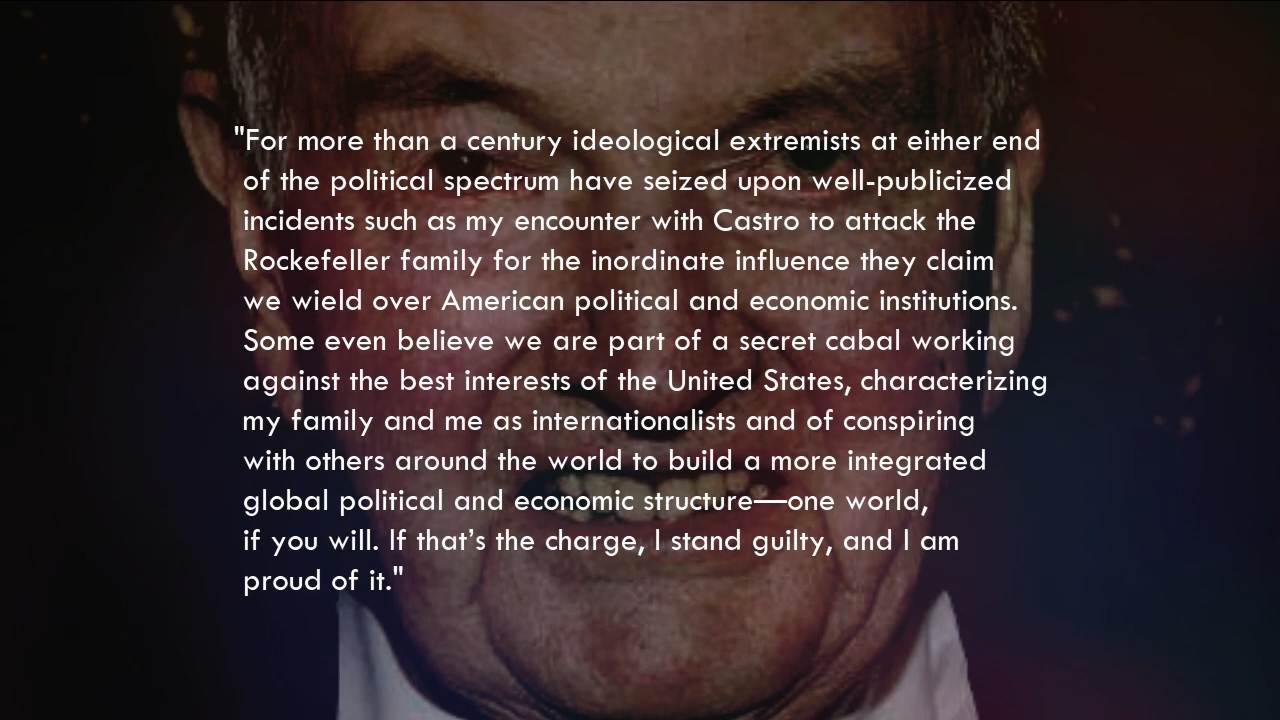 "For more than a century ideological extremists at either end
of the political spectrum have seized upon well-publicized
incidents such as my encounter with Castro to attack the
Rockefeller family for the inordinate influence they claim
we wield over American political and economic institutions.
Some even believe we are part of a secret cabal working
against the best interests of the United States, characterizing
my family and me as internationalists and of conspiring
with others around the world to build a more integrated
global political and economic structure—one world,
if you will. If that’s the charge, I stand guilty, and I am
proud of it."